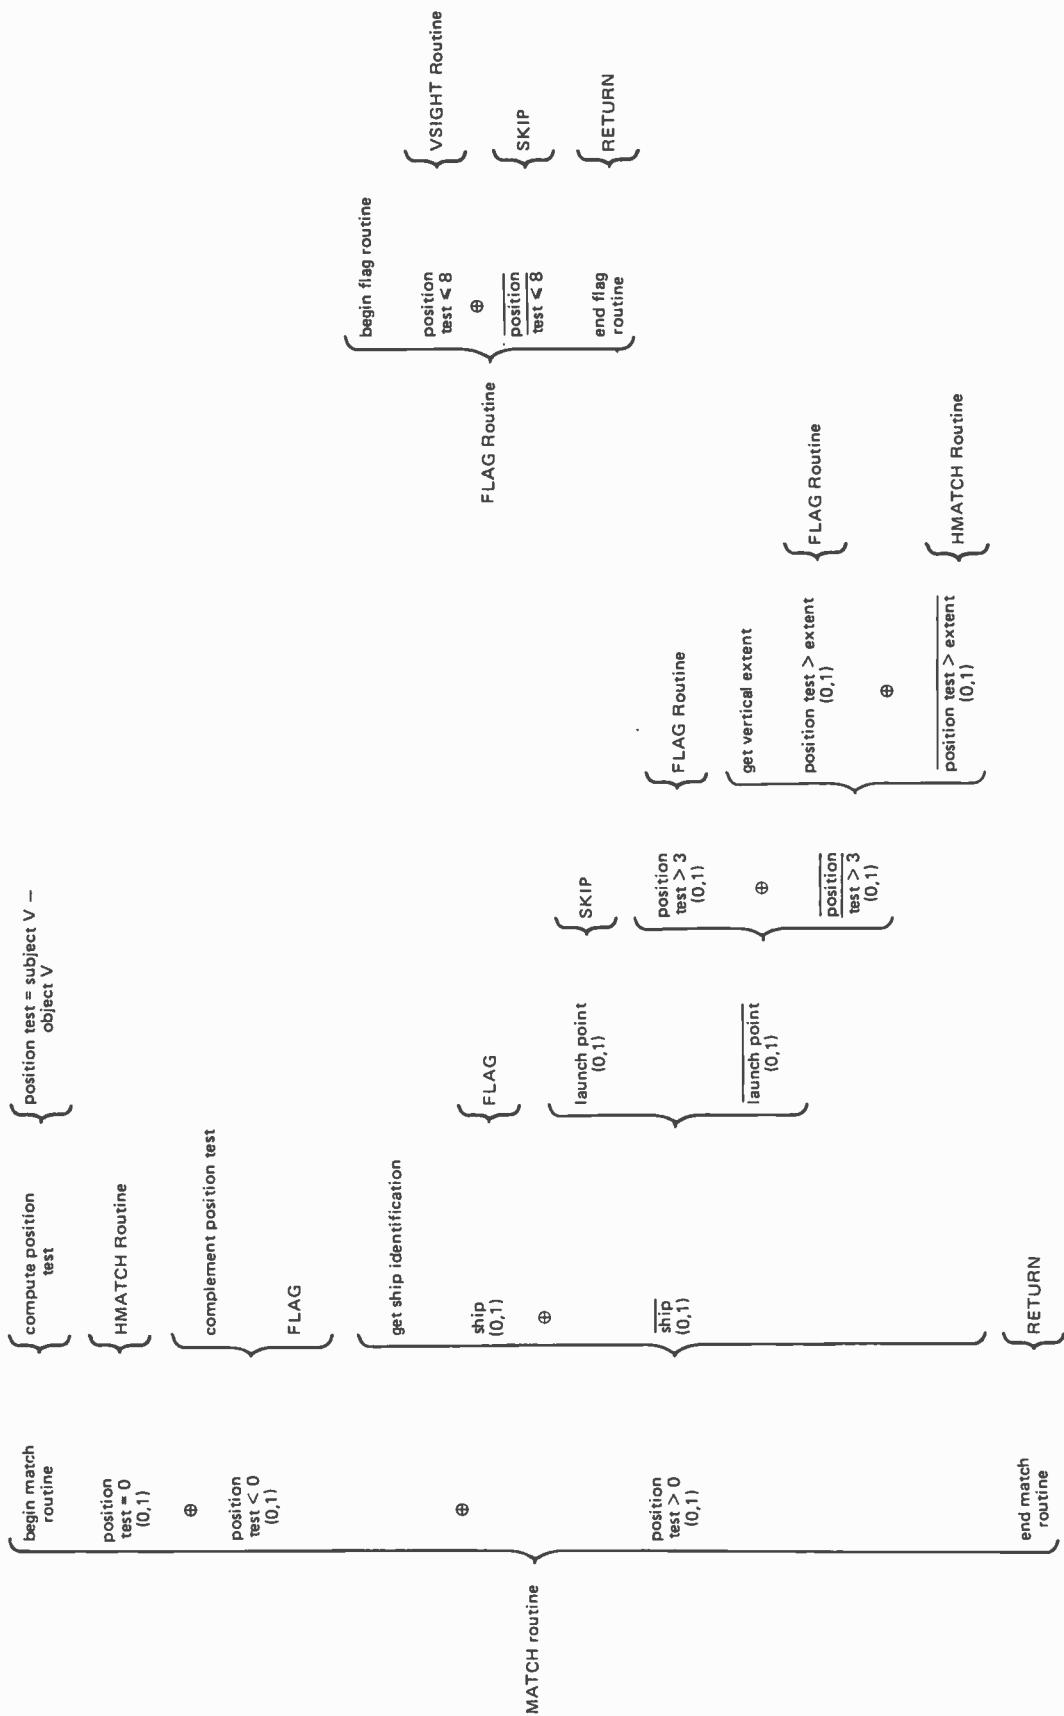 MATCH routine
begin match
routine
compute position
test
position test = subject V –
object V
position
test = 0
(0,1)
HMATCH Routine
⊕
position
test < 0
(0,1)
complement position test
FLAG
⊕
position
test > 0
(0,1)
get ship identification
ship
(0,1)
FLAG
⊕
ship
(0,1)
launch point
(0,1)
SKIP
launch point
(0,1)
position
test > 3
(0,1)
FLAG Routine
⊕
position
test > 3
(0,1)
get vertical extent
position test > extent
(0,1)
FLAG Routine
⊕
position test > extent
(0,1)
HMATCH Routine
end match
routine
RETURN
FLAG Routine
begin flag routine
position
test ⩽ 8
VSIGHT Routine
⊕
position
test ⩽ 8
SKIP
end flag
routine
RETURN